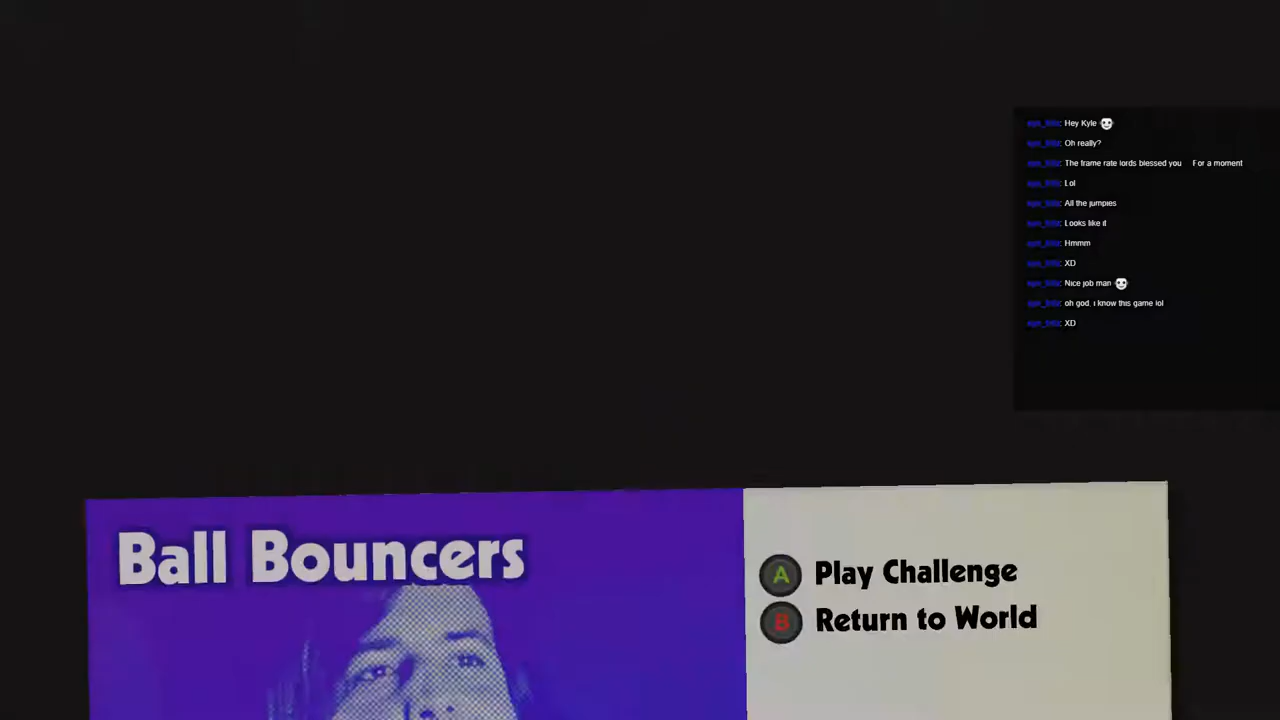 Hey Kyle
Oh really?
The frame rate lords blessed you For a moment
Lol
All the jumpies
Looks like it
Hmmm
XD
Nice job man
oh god, i know this game lol
XD
Ball Bouncers
A Play Challenge
B Return to World